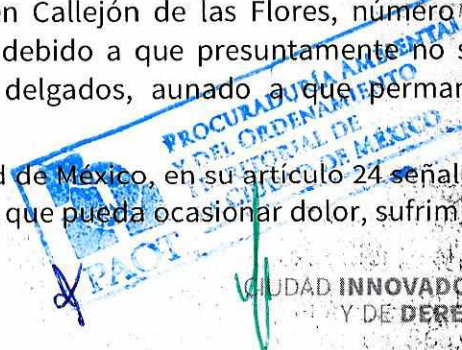 en Callejón de las Flores, número
debido a que presuntamente no s
delgados, aunado a que perman
PROCURADURÍA AMBIENTAL
Y DEL ORDENAMIENTO
TERRITORIAL DE
CIUDAD DE MÉXICO
d de México, en su artículo 24 señal
que pueda ocasionar dolor, sufrim
PAOT
CIUDAD INNOVADO
Y DE DERE